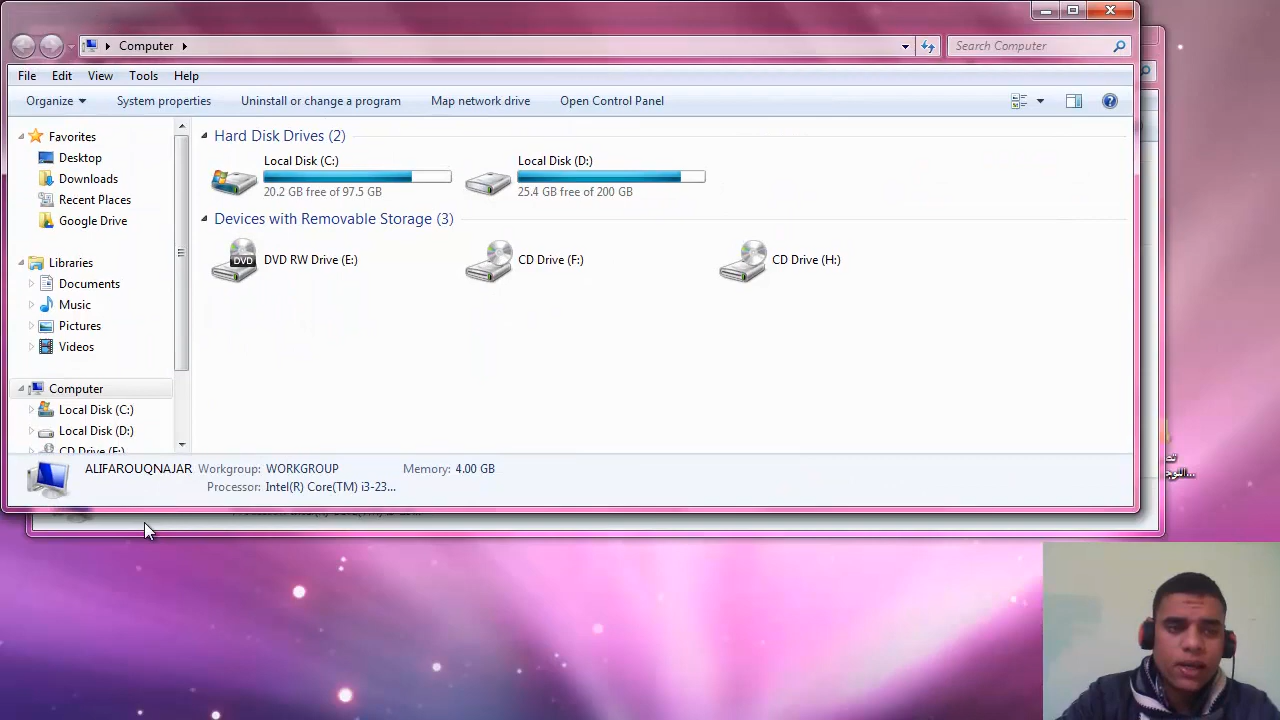 Computer
Search Computer
File Edit View Tools Help
Organize System properties Uninstall or change a program Map network drive Open Control Panel
Favorites
Desktop
Downloads
Recent Places
Google Drive
Libraries
Documents
Music
Pictures
Videos
Computer
Local Disk (C:)
Local Disk (D:)
CD Drive (F:)
Hard Disk Drives (2)
Local Disk (C:)
20.2 GB free of 97.5 GB
Local Disk (D:)
25.4 GB free of 200 GB
Devices with Removable Storage (3)
DVD RW Drive (E:)
DVD
CD Drive (F:)
CD Drive (H:)
ALIFAROUQNAJAR Workgroup: WORKGROUP Memory: 4.00 GB
Processor: Intel(R) Core(TM) i3-23...